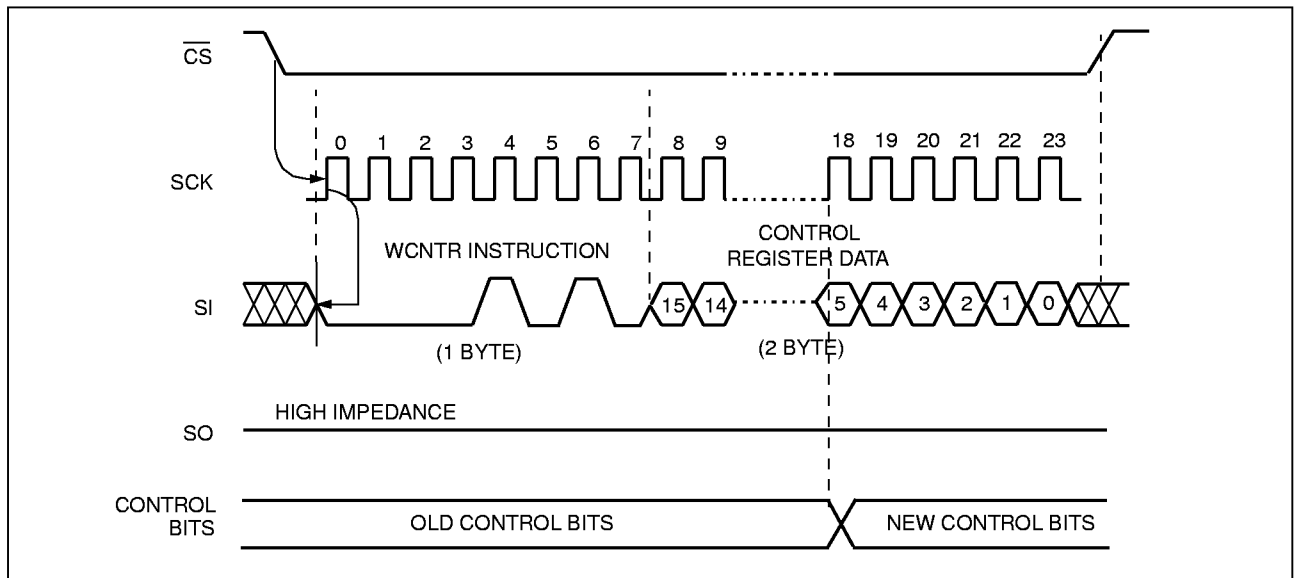 CS
0 1 2 3 4 5 6 7 8 9 18 19 20 21 22 23
SCK
WCNTR INSTRUCTION
CONTROL
REGISTER DATA
SI
15 14 5 4 3 2 1 0
(1 BYTE)
(2 BYTE)
HIGH IMPEDANCE
SO
CONTROL
BITS
OLD CONTROL BITS
NEW CONTROL BITS